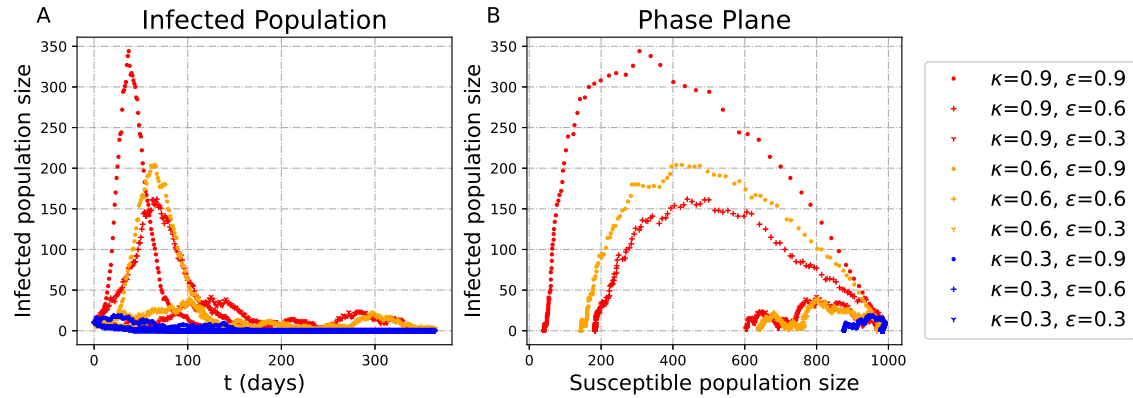 A
Infected Population
Infected population size
350
300
250
200
150
100
50
0
0
100
200
300
t (days)
B
Phase Plane
Infected population size
350
300
250
200
150
100
50
0
0
200
400
600
800
1000
Susceptible population size
κ=0.9, ε=0.9
κ=0.9, ε=0.6
κ=0.9, ε=0.3
κ=0.6, ε=0.9
κ=0.6, ε=0.6
κ=0.6, ε=0.3
κ=0.3, ε=0.9
κ=0.3, ε=0.6
κ=0.3, ε=0.3